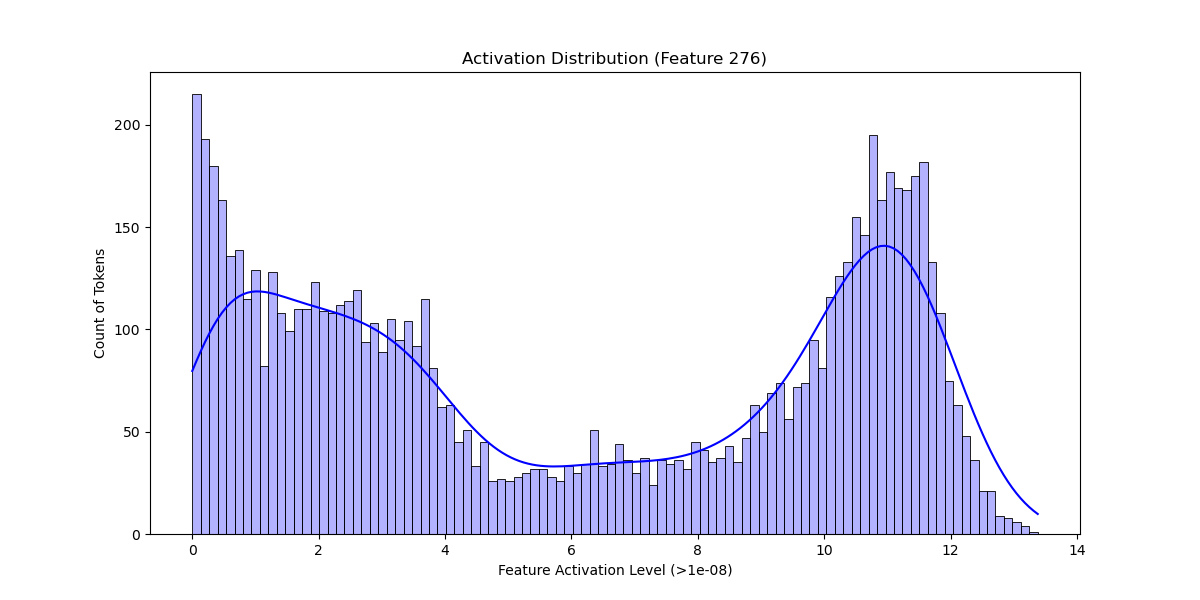 Activation Distribution (Feature 276)
200
150
100
50
0
Count of Tokens
0 2 4 6 8 10 12 14
Feature Activation Level (>1e-08)